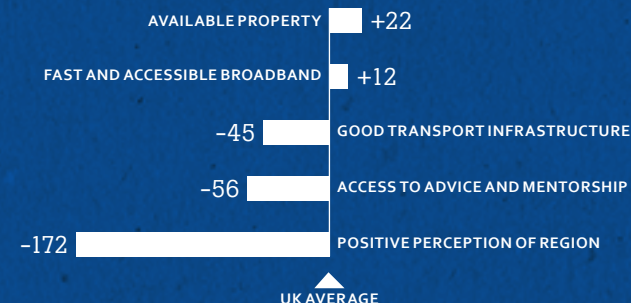 AVAILABLE PROPERTY +22
FAST AND ACCESSIBLE BROADBAND +12
-45 GOOD TRANSPORT INFRASTRUCTURE
-56 ACCESS TO ADVICE AND MENTORSHIP
-172 POSITIVE PERCEPTION OF REGION
UK AVERAGE